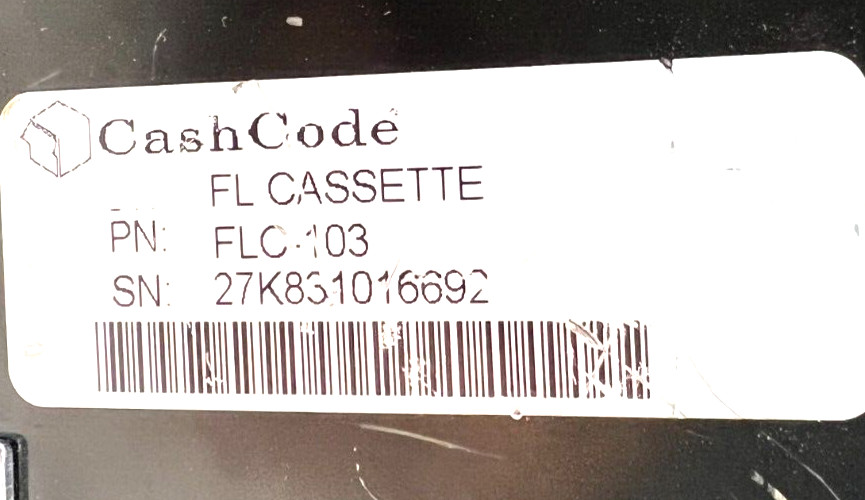 CashCode
FL CASSETTE
PN: FLC-103
SN: 27K831016692